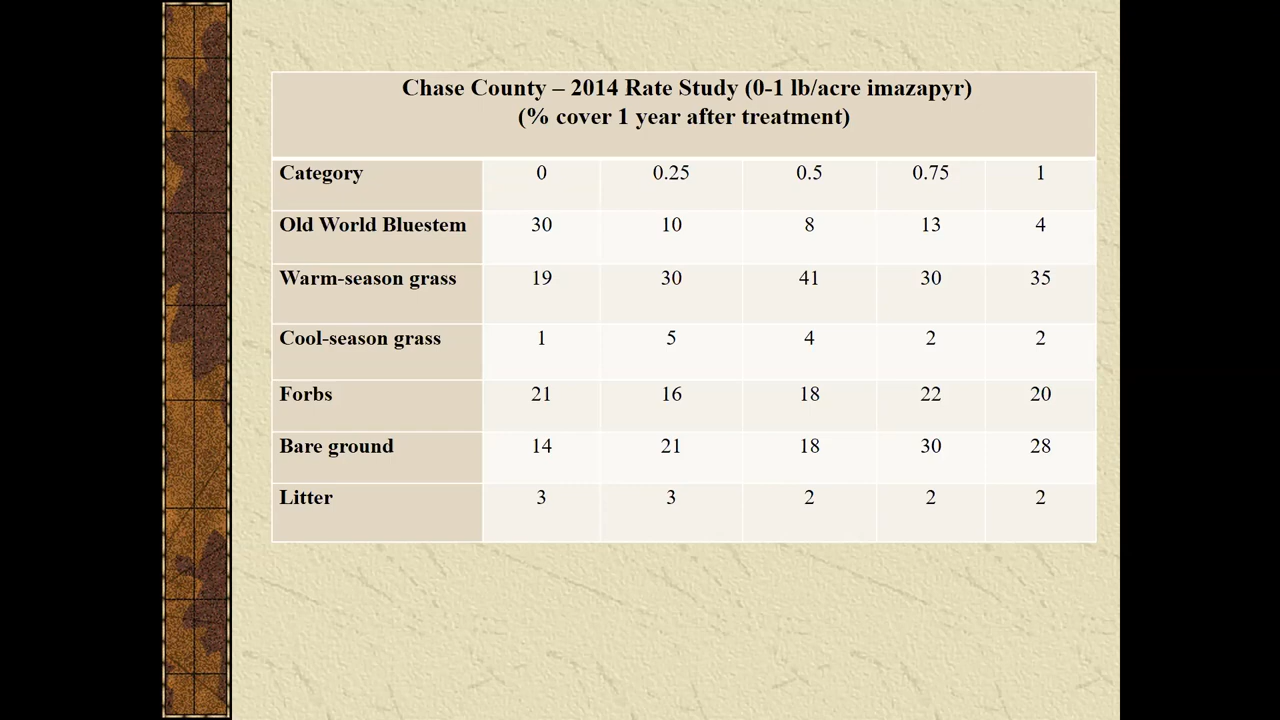 Chase County – 2014 Rate Study (0-1 lb/acre imazapyr)
(% cover 1 year after treatment)
Category 0 0.25 0.5 0.75 1
Old World Bluestem 30 10 8 13 4
Warm-season grass 19 30 41 30 35
Cool-season grass 1 5 4 2 2
Forbs 21 16 18 22 20
Bare ground 14 21 18 30 28
Litter 3 3 2 2 2